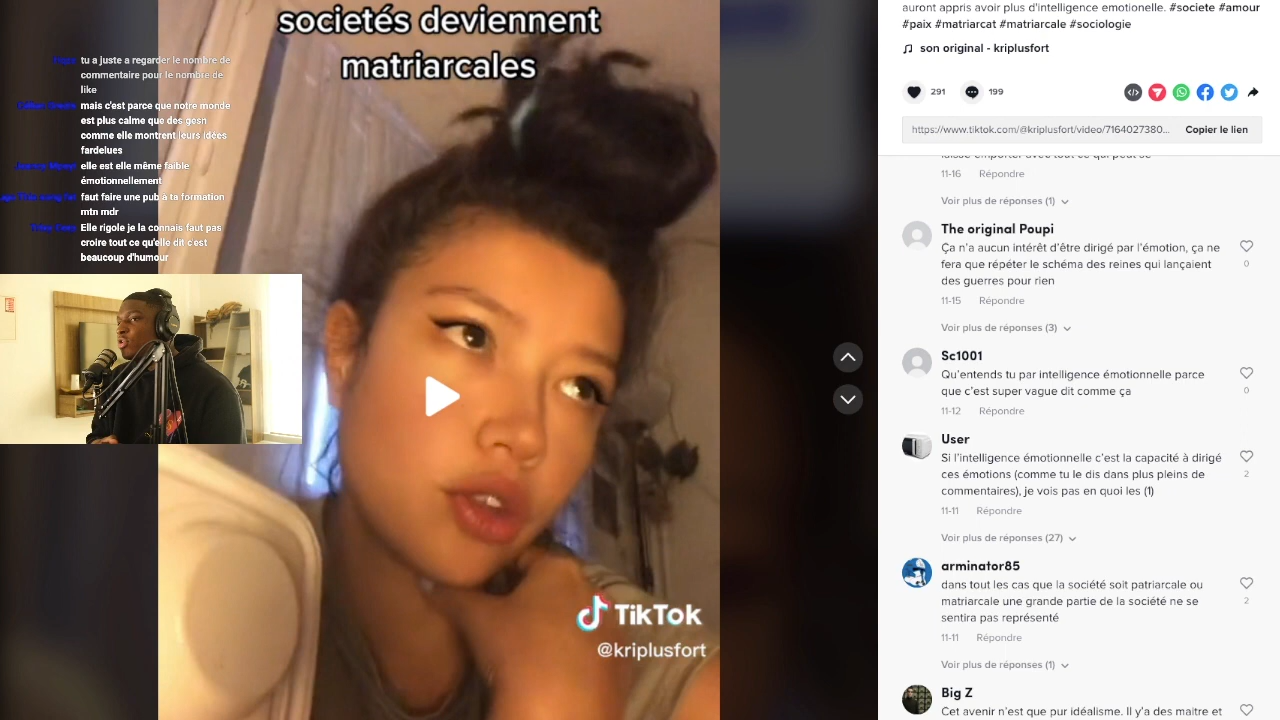 societés deviennent
matriarcales
tu a juste a regarder le nombre de
commentaire pour le nombre de
like
mais c'est parce que notre monde
est plus calme que des gesn
comme elle montrent leurs idées
fardelues
elle est elle même faible
émotionnellement
faut faire une pub à ta formation
mtn mdr
Elle rigole je la connais faut pas
croire tout ce qu'elle dit c'est
beaucoup d'humour
TikTok
@kriplusfort
auront appris avoir plus d'intelligence emotionelle. #societe #amour
#paix #matriarcat #matriarcale #sociologie
son original - kriplusfort
291
199
https://www.tiktok.com/@kriplusfort/video/7164027380...
Copier le lien
11-16 Répondre
Voir plus de réponses (1)
The original Poupi
Ça n'a aucun intérêt d'être dirigé par l'émotion, ça ne
fera que répéter le schéma des reines qui lançaient
des guerres pour rien
0
11-15 Répondre
Voir plus de réponses (3)
Sc1001
Qu'entends tu par intelligence émotionnelle parce
que c'est super vague dit comme ça
0
11-12 Répondre
User
Si l'intelligence émotionnelle c'est la capacité à dirigé
ces émotions (comme tu le dis dans plus pleins de
commentaires), je vois pas en quoi les (1)
2
11-11 Répondre
Voir plus de réponses (27)
arminator85
dans tout les cas que la société soit patriarcale ou
matriarcale une grande partie de la société ne se
sentira pas représenté
2
11-11 Répondre
Voir plus de réponses (1)
Big Z
Cet avenir n'est que pur idéalisme. Il y'a des maitre et